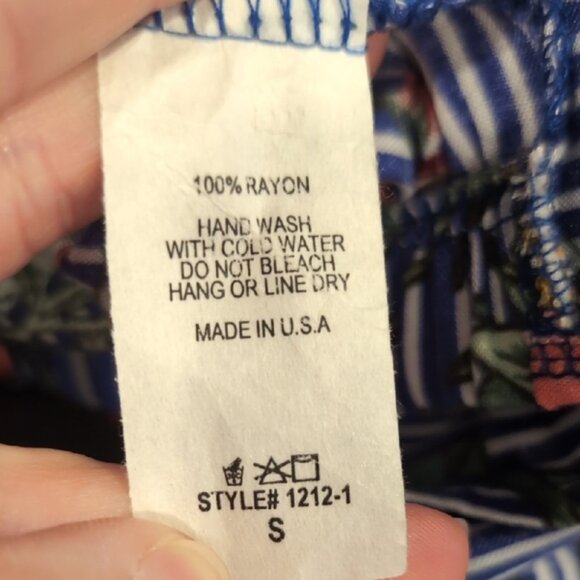 100% RAYON
HAND WASH
WITH COLD WATER
DO NOT BLEACH
HANG OR LINE DRY
MADE IN U.S.A
STYLE# 1212-1
S